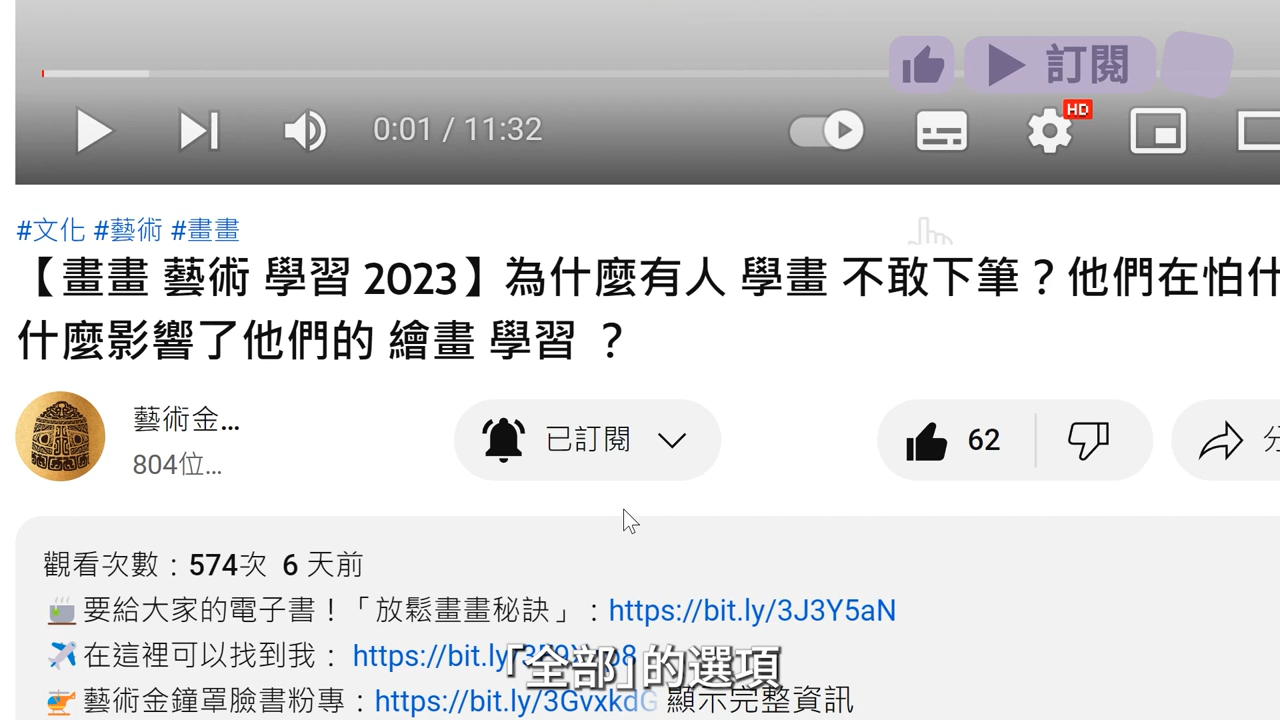 訂閱
HD
0:01 / 11:32
#文化 #藝術 #畫畫
【畫畫 藝術 學習 2023】為什麼有人 學畫 不敢下筆？他們在怕什
什麼影響了他們的 繪畫 學習 ？
藝術金...
804位...
已訂閱
62
觀看次數：574次 6 天前
要給大家的電子書！「放鬆畫畫秘訣」：https://bit.ly/3J3Y5aN
在這裡可以找到我： https://bit.ly
「全部」的選項
藝術金鐘罩臉書粉專：https://bit.ly/3GvxkdG 顯示完整資訊